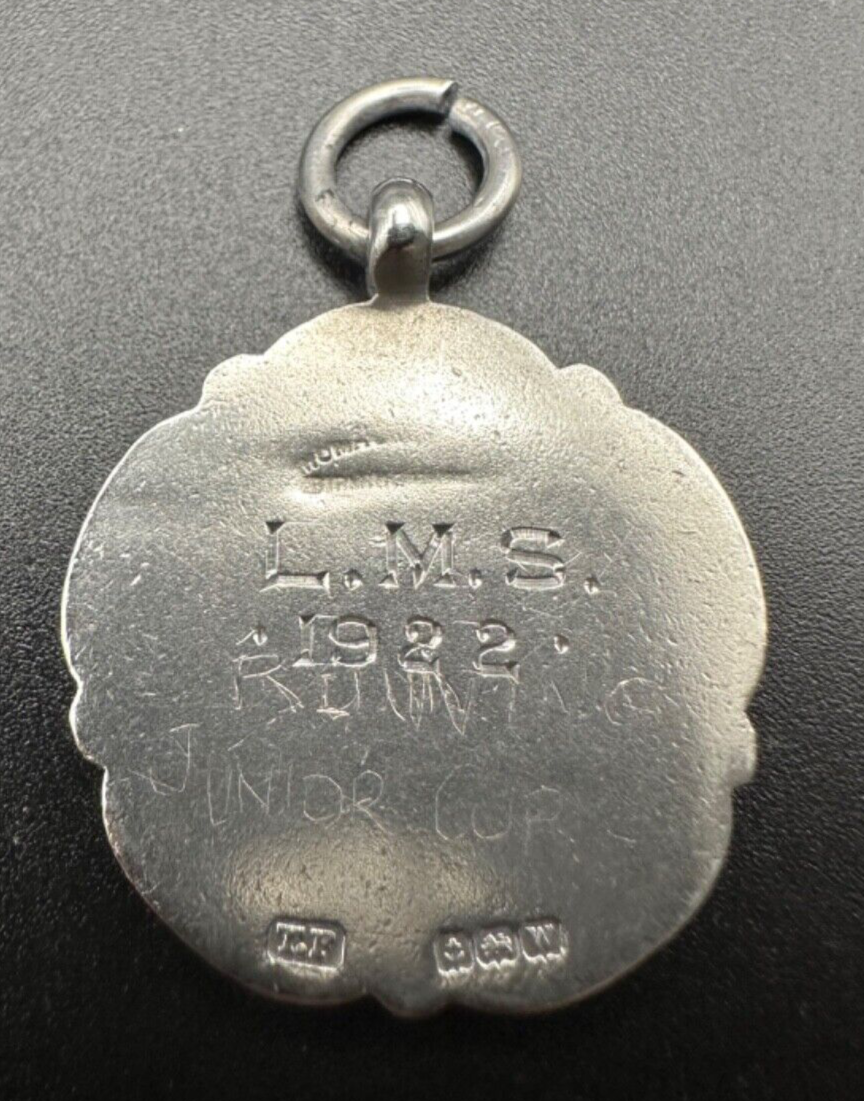 L.M.S.
·1922·
RUNNING
JUNIOR CUP
T.F W